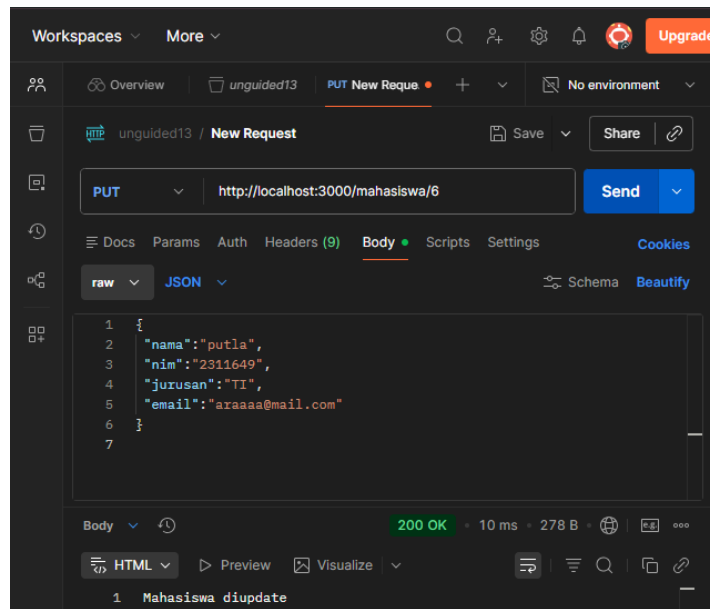 Workspaces More Upgrade
Overview unguided13 PUT New Reque. + No environment
HTTP unguided13 / New Request Save Share
PUT http://localhost:3000/mahasiswa/6 Send
Docs Params Auth Headers (9) Body Scripts Settings Cookies
raw JSON Schema Beautify
1 {
2 "nama":"putla",
3 "nim":"2311649",
4 "jurusan":"TI",
5 "email":"araaaa@mail.com"
6 }
7
Body 200 OK • 10 ms • 278 B e.g.
HTML Preview Visualize
1 Mahasiswa diupdate